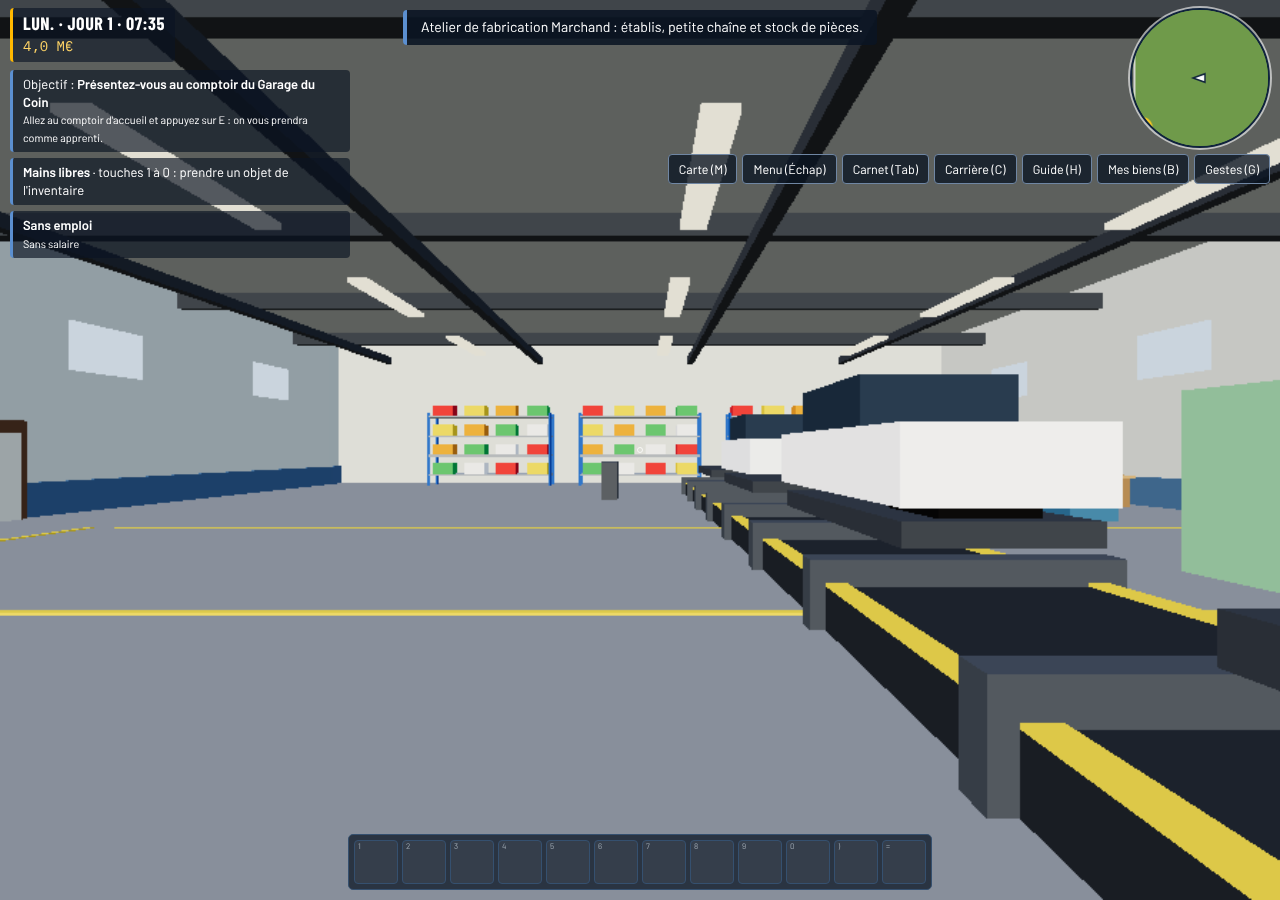 LUN. · JOUR 1 · 07:35
4,0 M€
Atelier de fabrication Marchand : établis, petite chaîne et stock de pièces.
Objectif : Présentez-vous au comptoir du Garage du
Coin
Allez au comptoir d'accueil et appuyez sur E : on vous prendra
comme apprenti.
Mains libres · touches 1 à 0 : prendre un objet de
l'inventaire
Sans emploi
Sans salaire
Carte (M) Menu (Échap) Carnet (Tab) Carrière (C) Guide (H) Mes biens (B) Gestes (G)
1 2 3 4 5 6 7 8 9 0 ) =